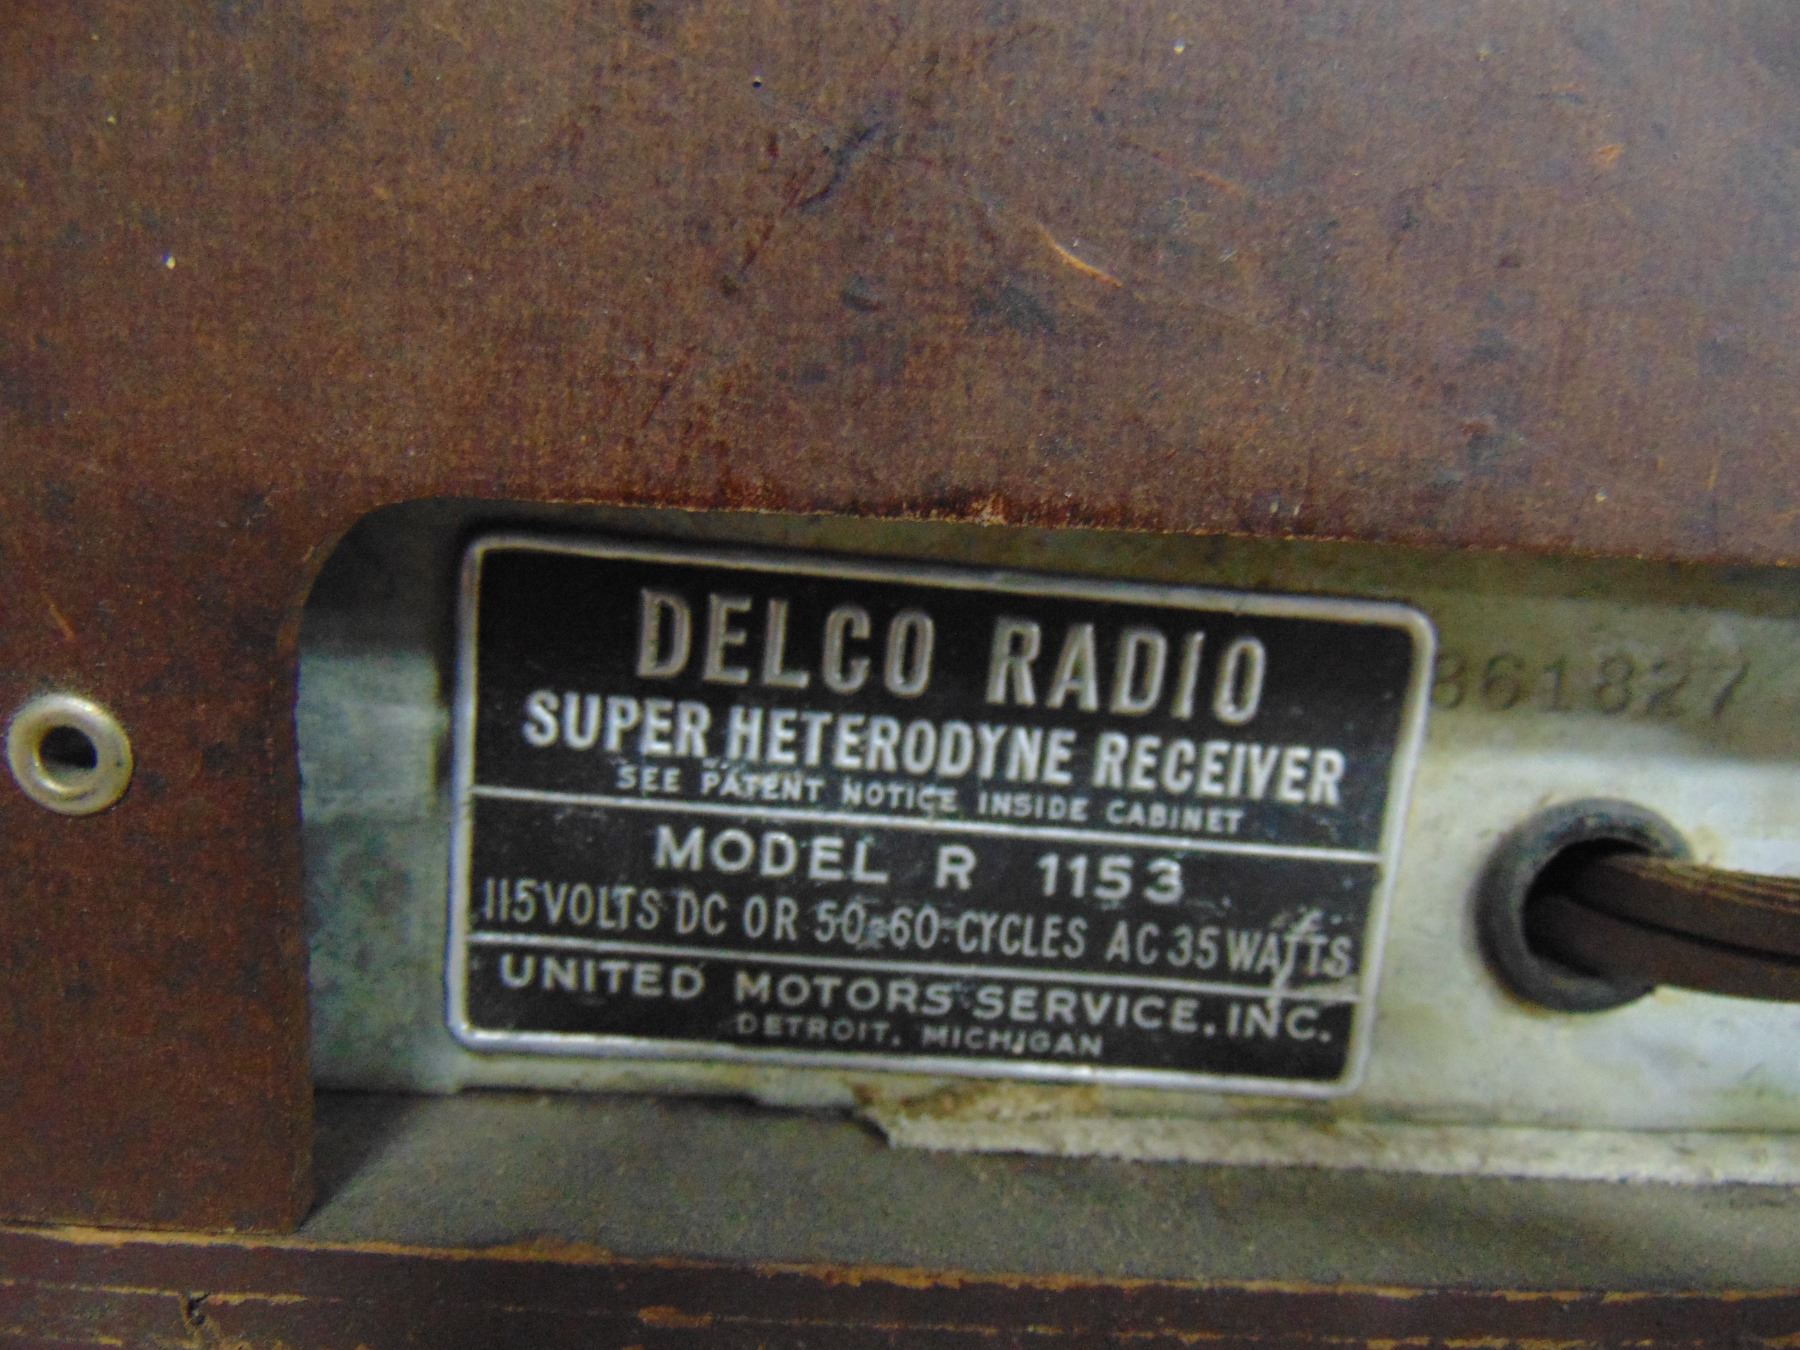 DELCO RADIO
SUPER HETERODYNE RECEIVER
SEE PATENT NOTICE INSIDE CABINET
MODEL R 1153
115 VOLTS DC OR 50-60-CYCLES AC 35 WATTS
UNITED MOTORS SERVICE, INC.
DETROIT, MICHIGAN
861827